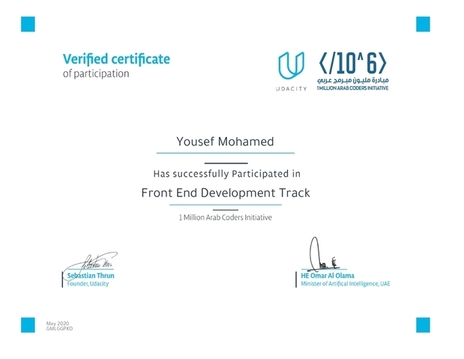 Verified certificate
of participation
UDACITY
</10^6>
مبادرة مليون مبرمج عربي
1 MILLION ARAB CODERS INITIATIVE
Yousef Mohamed
Has successfully Participated in
Front End Development Track
1 Million Arab Coders Initiative
Sebastian Thrun
Founder, Udacity
HE Omar Al Olama
Minister of Artifical Intelligence, UAE
May 2020